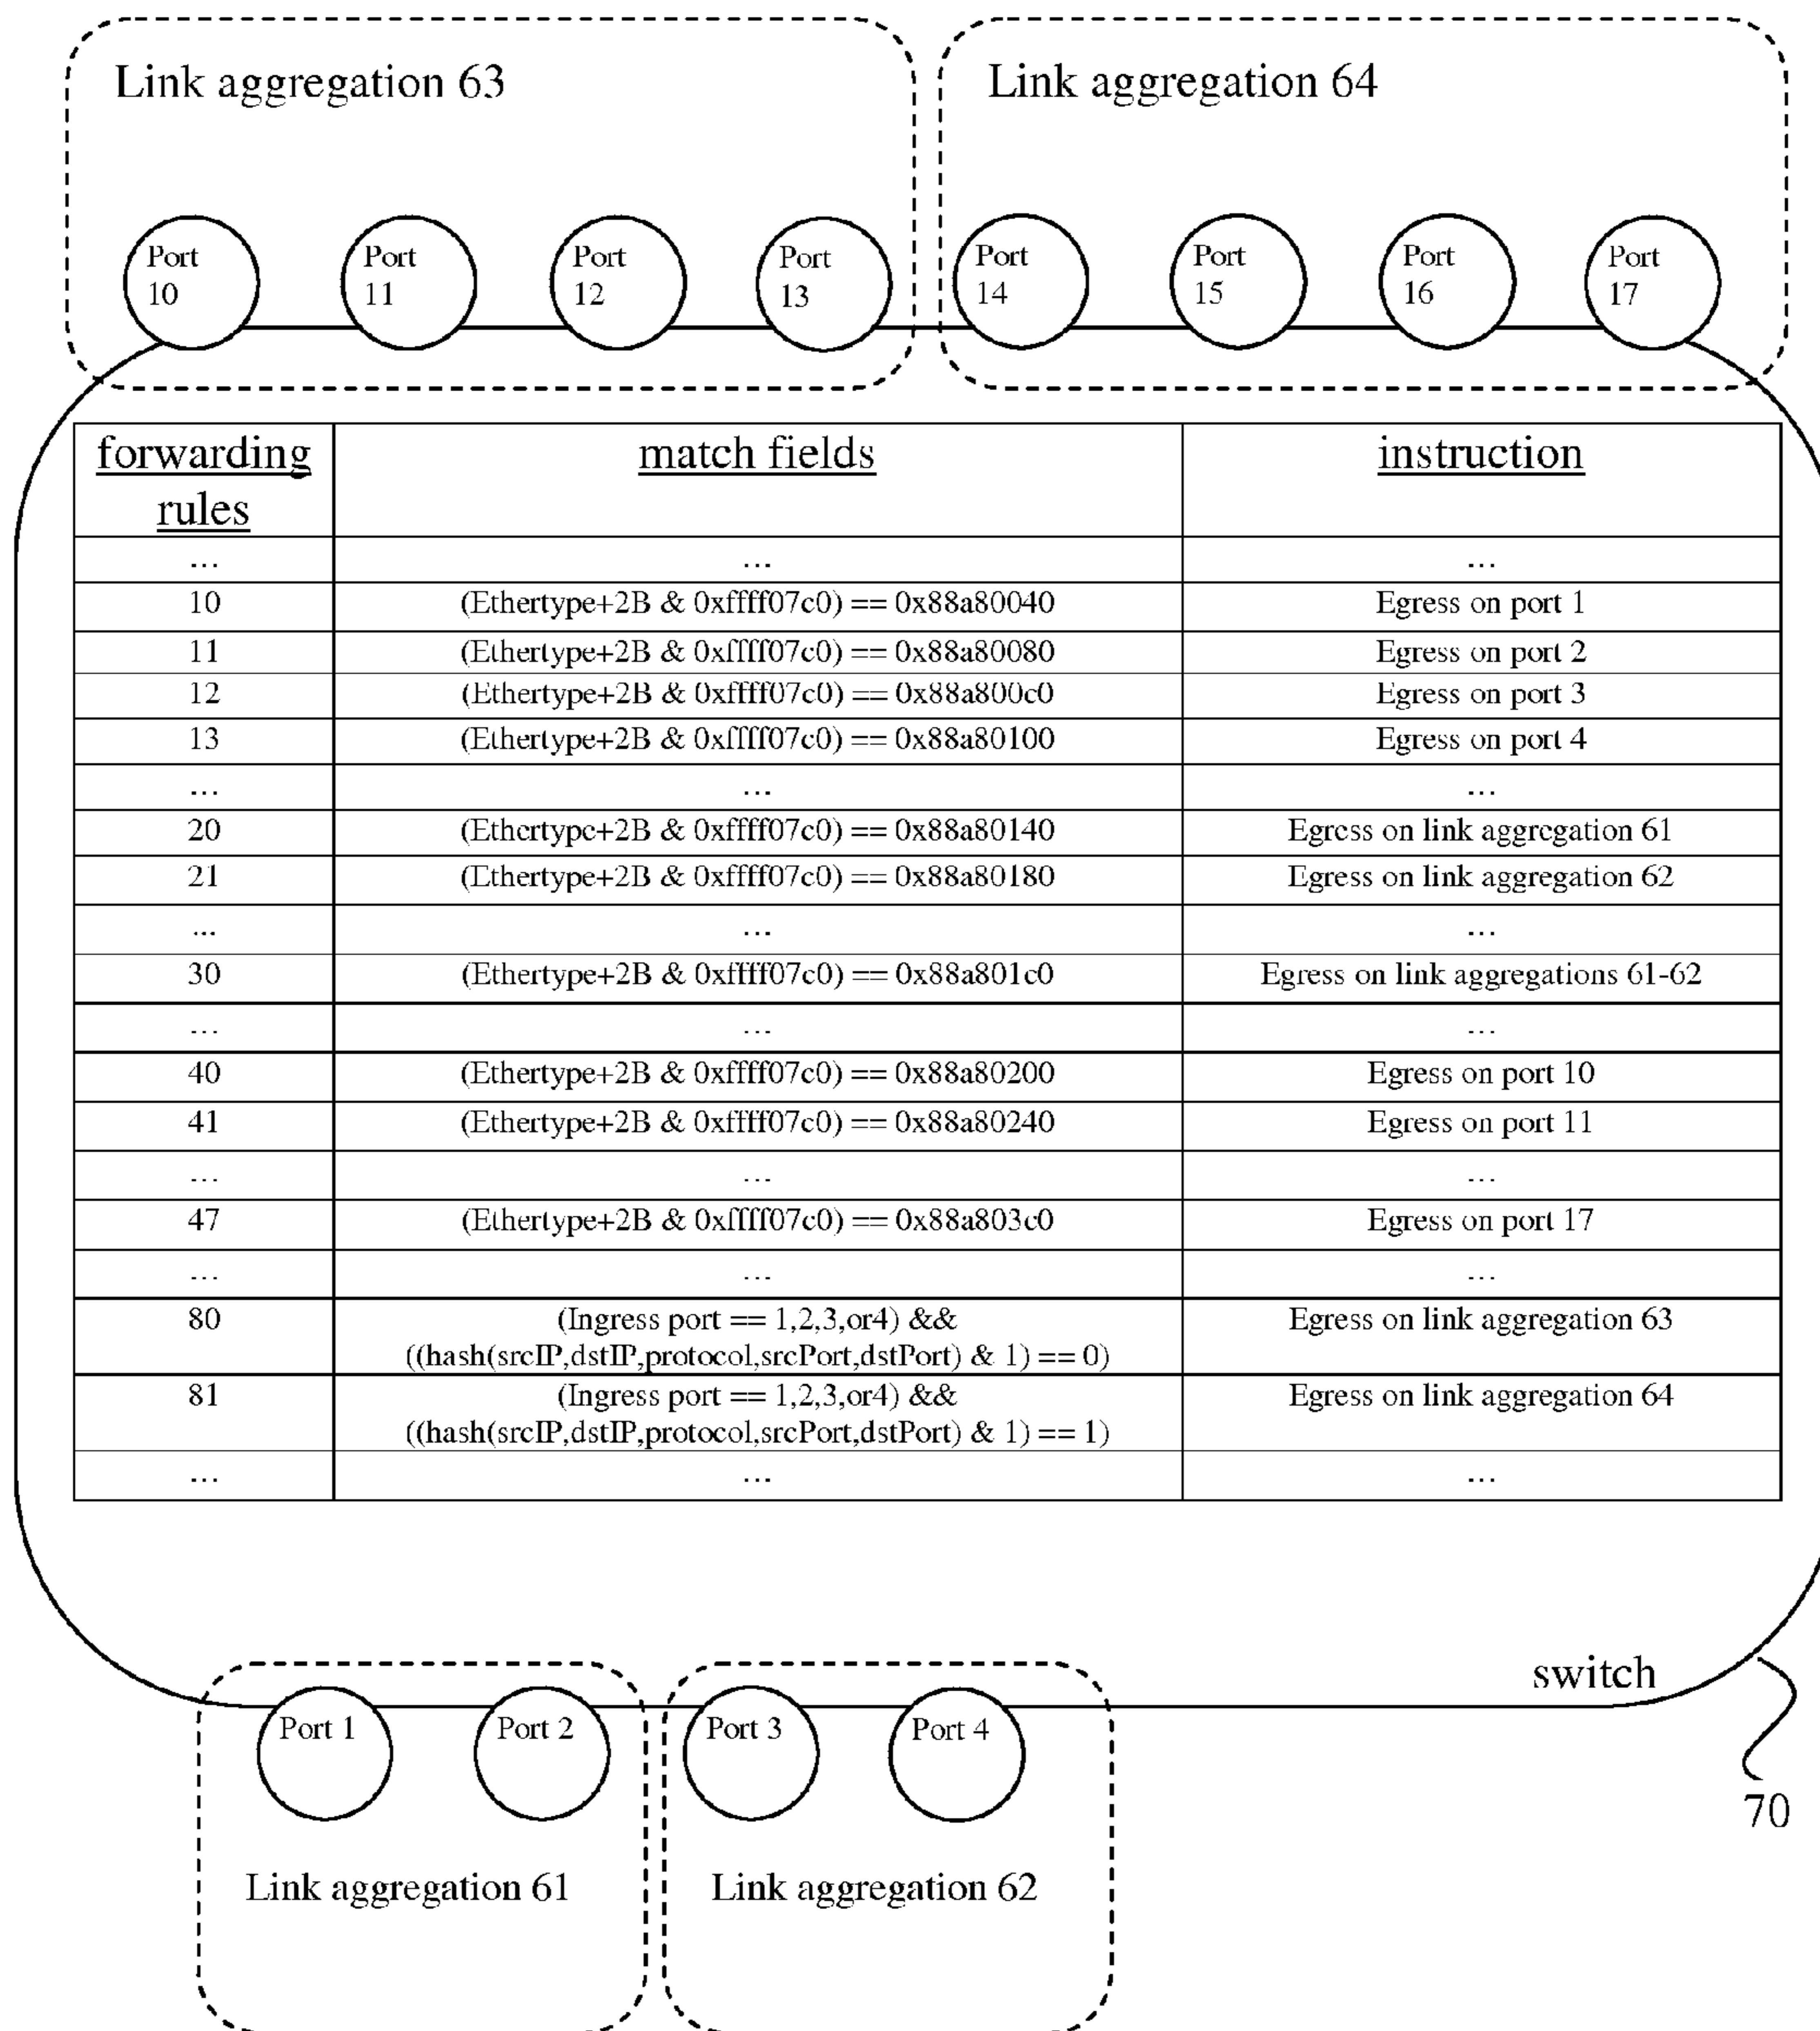 Link aggregation 63
Link aggregation 64
Port 10
Port 11
Port 12
Port 13
Port 14
Port 15
Port 16
Port 17
forwarding rules match fields instruction
... ... ...
10 (Ethertype+2B & 0xffff07c0) == 0x88a80040 Egress on port 1
11 (Ethertype+2B & 0xffff07c0) == 0x88a80080 Egress on port 2
12 (Ethertype+2B & 0xffff07c0) == 0x88a800c0 Egress on port 3
13 (Ethertype+2B & 0xffff07c0) == 0x88a80100 Egress on port 4
... ... ...
20 (Ethertype+2B & 0xffff07c0) == 0x88a80140 Egress on link aggregation 61
21 (Ethertype+2B & 0xffff07c0) == 0x88a80180 Egress on link aggregation 62
... ... ...
30 (Ethertype+2B & 0xffff07c0) == 0x88a801c0 Egress on link aggregations 61-62
... ... ...
40 (Ethertype+2B & 0xffff07c0) == 0x88a80200 Egress on port 10
41 (Ethertype+2B & 0xffff07c0) == 0x88a80240 Egress on port 11
... ... ...
47 (Ethertype+2B & 0xffff07c0) == 0x88a803c0 Egress on port 17
... ... ...
80 (Ingress port == 1,2,3,or4) && Egress on link aggregation 63
((hash(srcIP,dstIP,protocol,srcPort,dstPort) & 1) == 0)
81 (Ingress port == 1,2,3,or4) && Egress on link aggregation 64
((hash(srcIP,dstIP,protocol,srcPort,dstPort) & 1) == 1)
... ... ...
switch
70
Port 1
Port 2
Port 3
Port 4
Link aggregation 61
Link aggregation 62